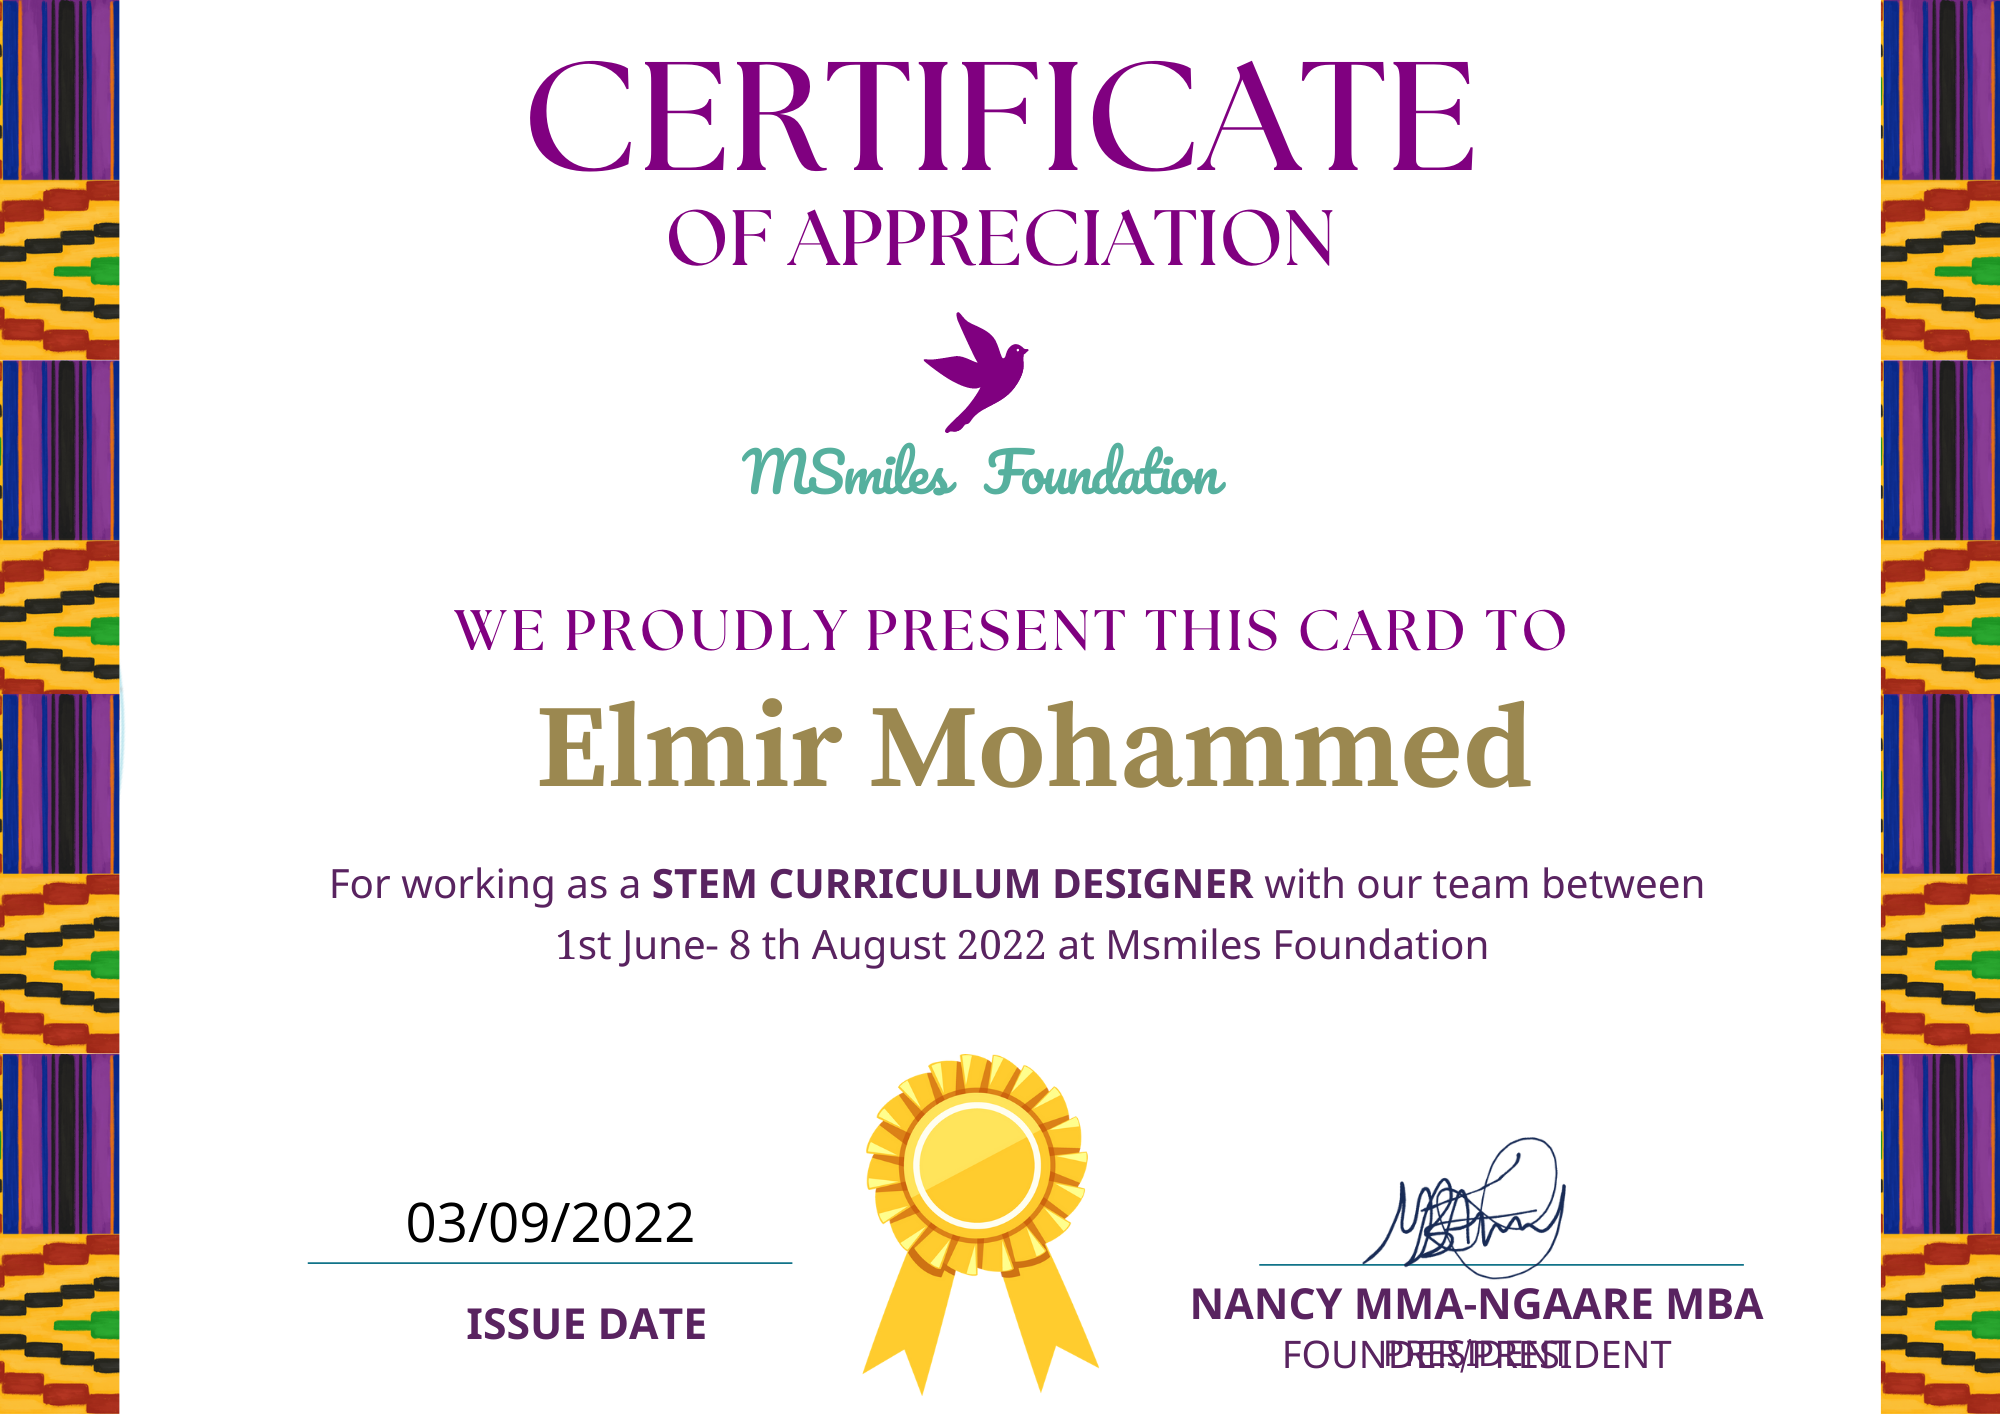 CERTIFICATE
OF APPRECIATION
MSmiles Foundation
WE PROUDLY PRESENT THIS CARD TO
Elmir Mohammed
For working as a STEM CURRICULUM DESIGNER with our team between
1st June- 8 th August 2022 at Msmiles Foundation
03/09/2022
ISSUE DATE
NANCY MMA-NGAARE MBA
FOUNDER/PRESIDENT
PRESIDENT